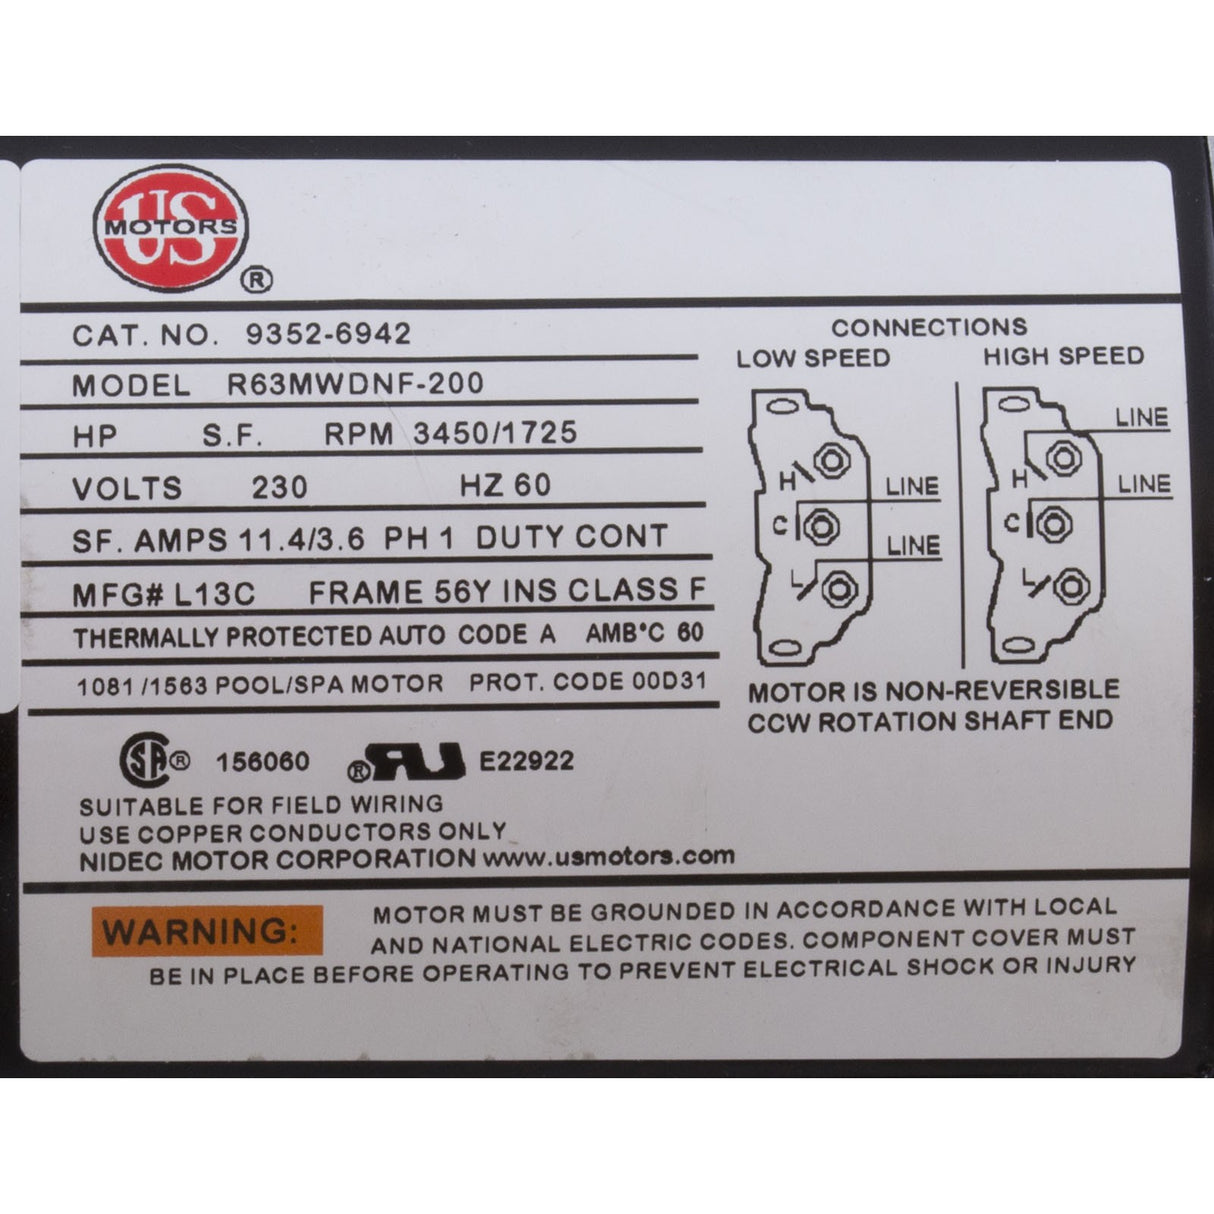 US
MOTORS
®
CAT. NO. 9352-6942
MODEL R63MWDNF-200
HP S.F. RPM 3450/1725
VOLTS 230 HZ 60
SF. AMPS 11.4/3.6 PH 1 DUTY CONT
MFG# L13C FRAME 56Y INS CLASS F
THERMALLY PROTECTED AUTO CODE A AMB°C 60
1081/1563 POOL/SPA MOTOR PROT. CODE 00D31
CONNECTIONS
LOW SPEED HIGH SPEED
H
C LINE
L LINE
H LINE
C LINE
L
MOTOR IS NON-REVERSIBLE
CCW ROTATION SHAFT END
SA® 156060 ®RU E22922
SUITABLE FOR FIELD WIRING
USE COPPER CONDUCTORS ONLY
NIDEC MOTOR CORPORATION www.usmotors.com
WARNING: MOTOR MUST BE GROUNDED IN ACCORDANCE WITH LOCAL
AND NATIONAL ELECTRIC CODES. COMPONENT COVER MUST
BE IN PLACE BEFORE OPERATING TO PREVENT ELECTRICAL SHOCK OR INJURY